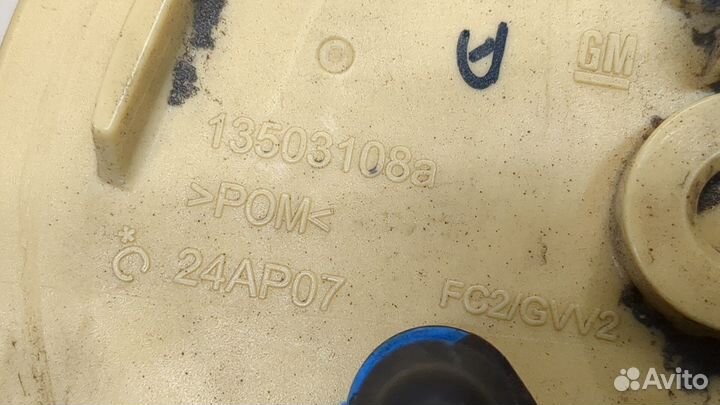 A
GM
13503108a
>POM<
*C 24AP07
FC2/GVV2
Avito